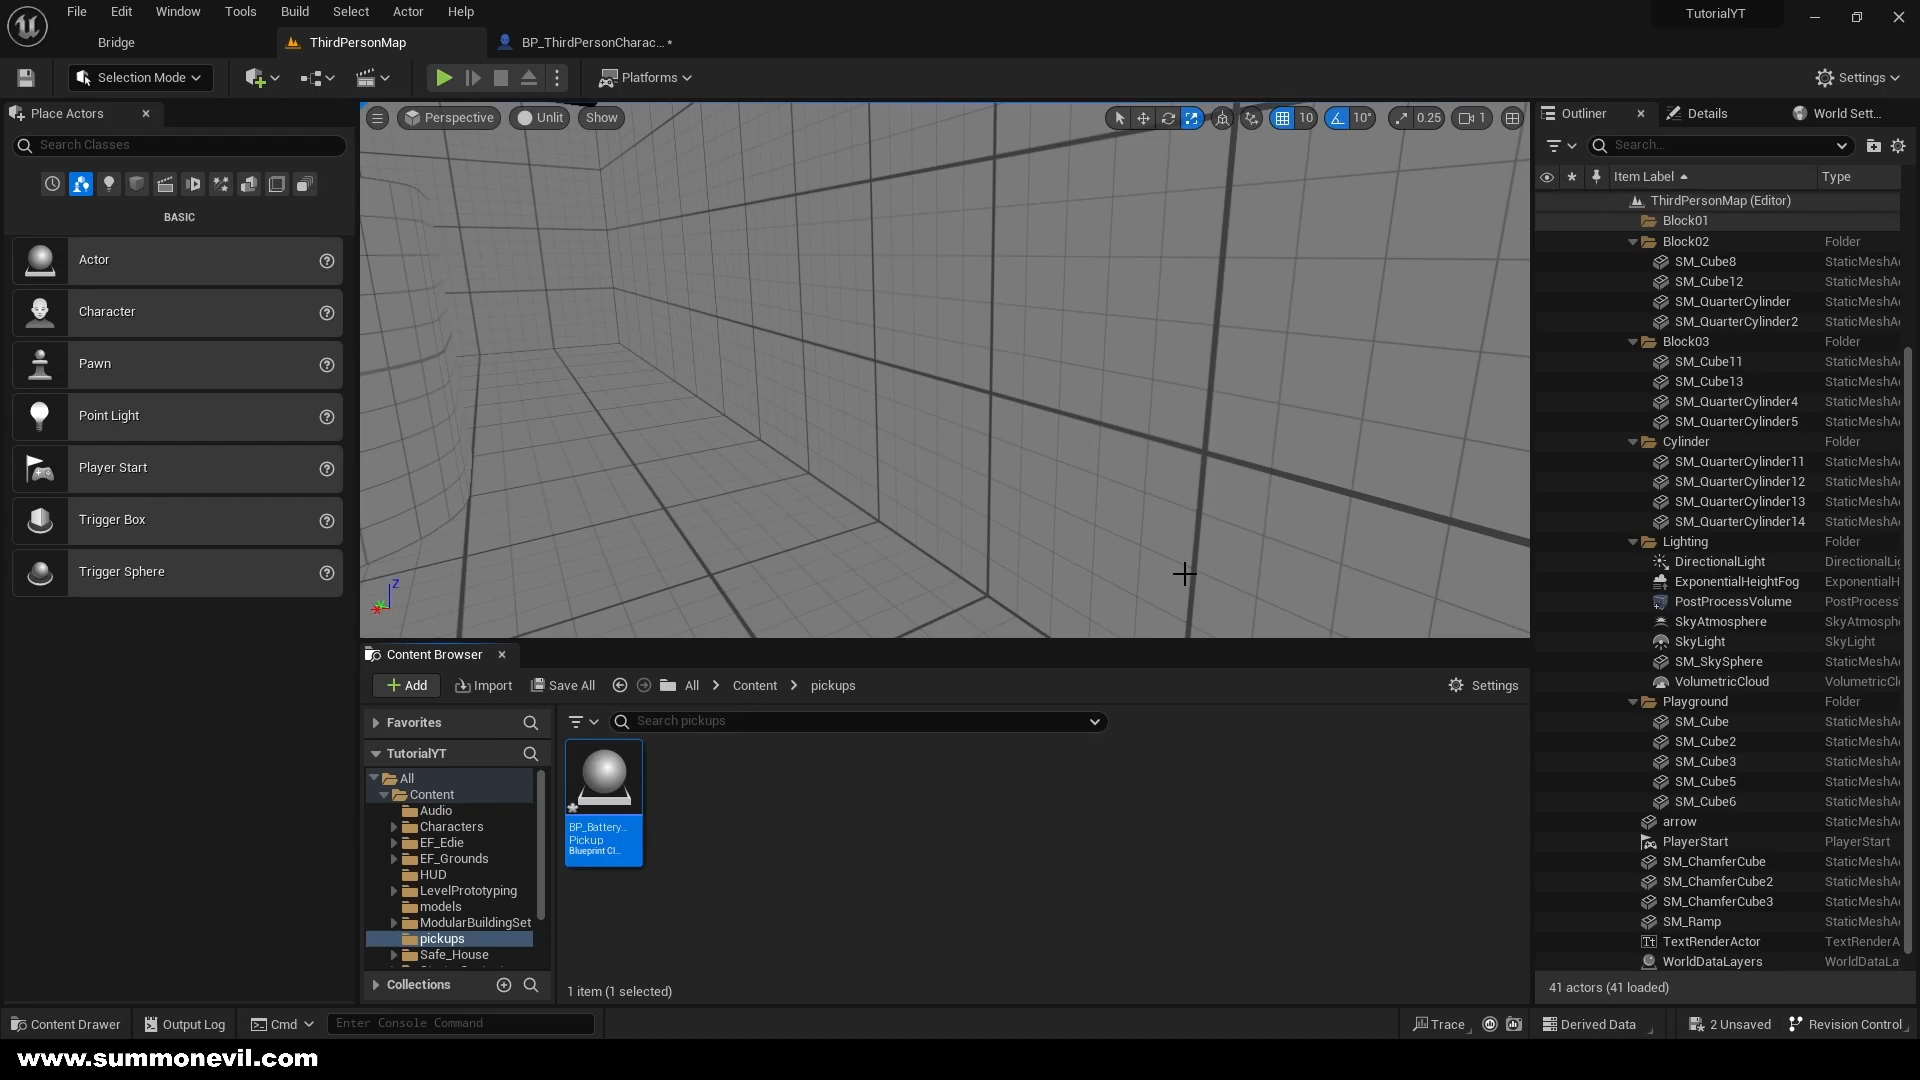 File Edit Window Tools Build Select Actor Help
TutorialYT
Bridge
ThirdPersonMap
BP_ThirdPersonCharac... *
Selection Mode
Platforms
Settings
Place Actors
Search Classes
BASIC
Actor
Character
Pawn
Point Light
Player Start
Trigger Box
Trigger Sphere
Perspective
Unlit
Show
10
10°
0.25
1
Z
Outliner
Details
World Sett...
Search...
Item Label
Type
ThirdPersonMap (Editor)
Block01
Block02 Folder
SM_Cube8 StaticMeshA
SM_Cube12 StaticMeshA
SM_QuarterCylinder StaticMeshA
SM_QuarterCylinder2 StaticMeshA
Block03 Folder
SM_Cube11 StaticMeshA
SM_Cube13 StaticMeshA
SM_QuarterCylinder4 StaticMeshA
SM_QuarterCylinder5 StaticMeshA
Cylinder Folder
SM_QuarterCylinder11 StaticMeshA
SM_QuarterCylinder12 StaticMeshA
SM_QuarterCylinder13 StaticMeshA
SM_QuarterCylinder14 StaticMeshA
Lighting Folder
DirectionalLight DirectionalLi
ExponentialHeightFog ExponentialH
PostProcessVolume PostProcess
SkyAtmosphere SkyAtmosph
SkyLight SkyLight
SM_SkySphere StaticMeshA
VolumetricCloud VolumetricCl
Playground Folder
SM_Cube StaticMeshA
SM_Cube2 StaticMeshA
SM_Cube3 StaticMeshA
SM_Cube5 StaticMeshA
SM_Cube6 StaticMeshA
arrow StaticMeshA
PlayerStart PlayerStart
SM_ChamferCube StaticMeshA
SM_ChamferCube2 StaticMeshA
SM_ChamferCube3 StaticMeshA
SM_Ramp StaticMeshA
TextRenderActor TextRenderA
WorldDataLayers WorldDataLa
41 actors (41 loaded)
Content Browser
Add
Import
Save All
All
Content
pickups
Settings
Favorites
Search pickups
TutorialYT
All
Content
Audio
Characters
EF_Edie
EF_Grounds
HUD
LevelPrototyping
models
ModularBuildingSet
pickups
Safe_House
Collections
BP_Battery...
Pickup
Blueprint Cl...
1 item (1 selected)
Content Drawer
Output Log
Cmd
Enter Console Command
Trace
Derived Data
2 Unsaved
Revision Control
www.summonevil.com